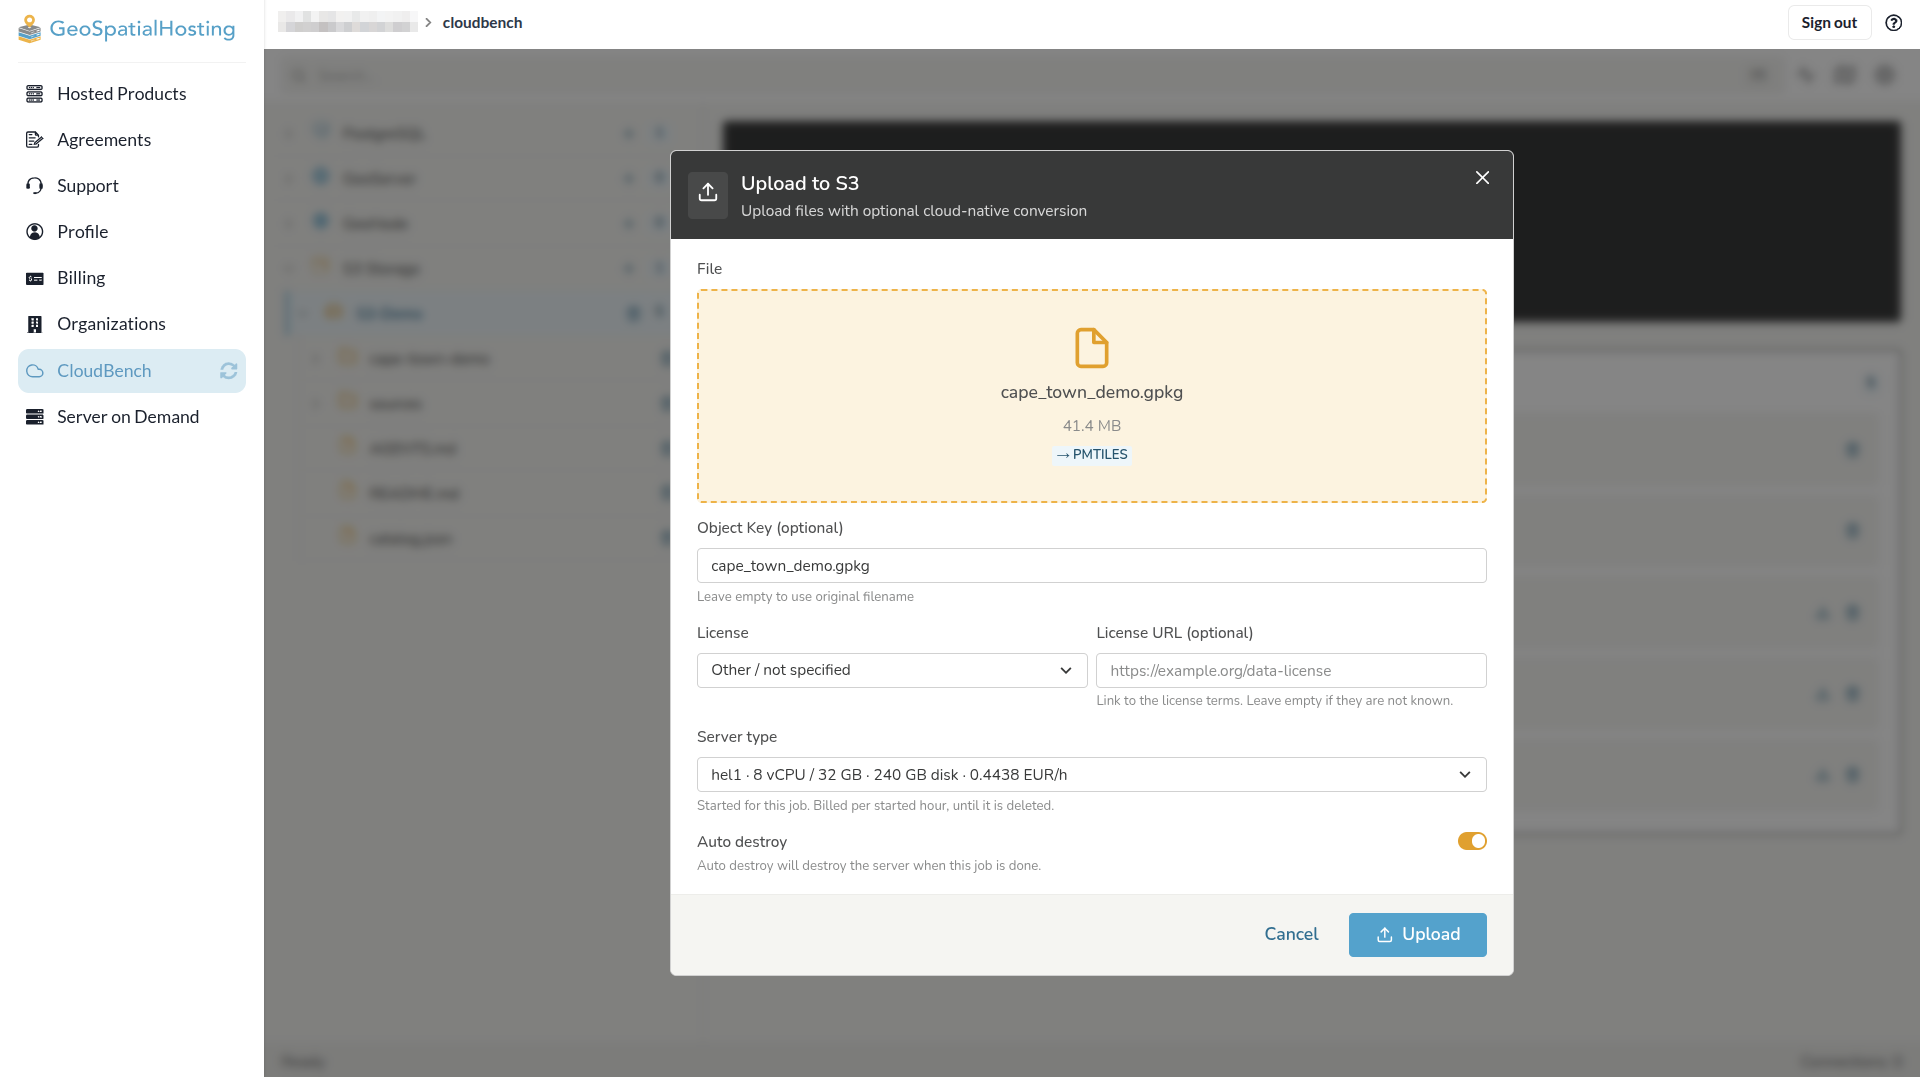 GeoSpatialHosting
> cloudbench
Sign out
Hosted Products
Agreements
Support
Profile
Billing
Organizations
CloudBench
Server on Demand
Upload to S3
Upload files with optional cloud-native conversion
File
cape_town_demo.gpkg
41.4 MB
→ PMTILES
Object Key (optional)
cape_town_demo.gpkg
Leave empty to use original filename
License
License URL (optional)
Other / not specified
https://example.org/data-license
Link to the license terms. Leave empty if they are not known.
Server type
hel1 · 8 vCPU / 32 GB · 240 GB disk · 0.4438 EUR/h
Started for this job. Billed per started hour, until it is deleted.
Auto destroy
Auto destroy will destroy the server when this job is done.
Cancel
Upload